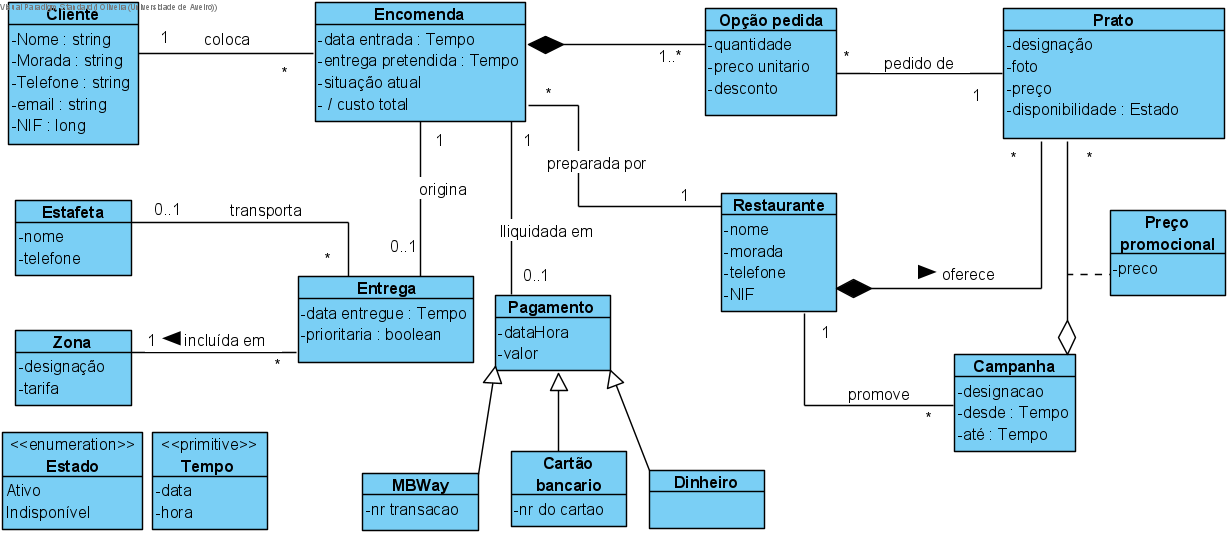 Visual Paradigm Standard(I Oliveira(Universidade de Aveiro))
Cliente
-Nome : string
-Morada : string
-Telefone : string
-email : string
-NIF : long
1
coloca
*
Encomenda
-data entrada : Tempo
-entrega pretendida : Tempo
-situação atual
- / custo total
1..*
Opção pedida
-quantidade
-preco unitario
-desconto
*
pedido de
1
Prato
-designação
-foto
-preço
-disponibilidade : Estado
*
preparada por
1
1
origina
0..1
1
lliquidada em
0..1
Estafeta
-nome
-telefone
0..1
transporta
*
Restaurante
-nome
-morada
-telefone
-NIF
oferece
*
*
Preço
promocional
-preco
Entrega
-data entregue : Tempo
-prioritaria : boolean
Pagamento
-dataHora
-valor
Zona
-designação
-tarifa
1
incluída em
*
1
promove
*
Campanha
-designacao
-desde : Tempo
-até : Tempo
<<enumeration>>
Estado
Ativo
Indisponível
<<primitive>>
Tempo
-data
-hora
MBWay
-nr transacao
Cartão
bancario
-nr do cartao
Dinheiro